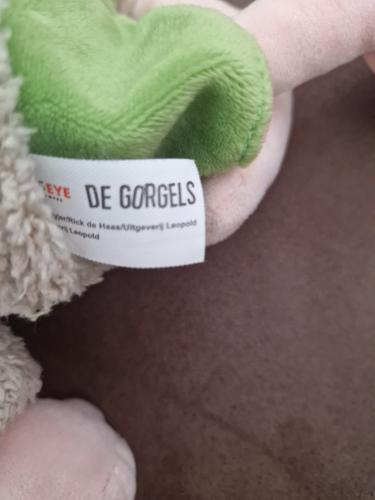 EYE DE GORGELS
Rick de Haas/Uitgeverij Leopold
Leopold